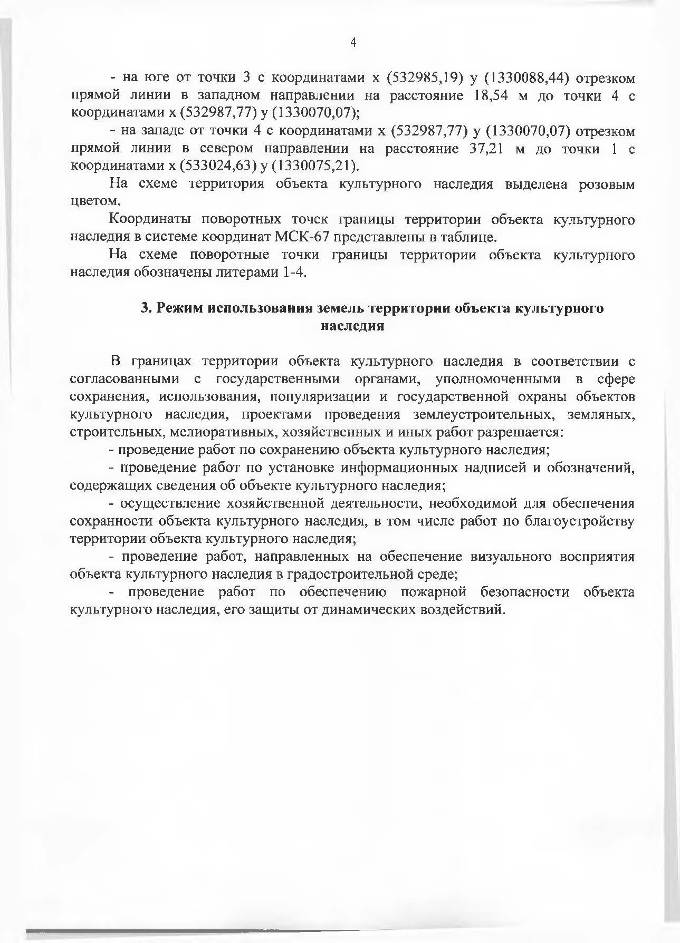 4
- на юге от точки 3 с координатами x (532985,19) y (1330088,44) отрезком
прямой линии в западном направлении на расстояние 18,54 м до точки 4 с
координатами x (532987,77) y (1330070,07);
- на западе от точки 4 с координатами x (532987,77) y (1330070,07) отрезком
прямой линии в северном направлении на расстояние 37,21 м до точки 1 с
координатами x (533024,63) y (1330075,21).
На схеме территория объекта культурного наследия выделена розовым
цветом.
Координаты поворотных точек границы территории объекта культурного
наследия в системе координат МСК-67 представлены в таблице.
На схеме поворотные точки границы территории объекта культурного
наследия обозначены литерами 1-4.
3. Режим использования земель территории объекта культурного
наследия
В границах территории объекта культурного наследия в соответствии с
согласованными с государственными органами, уполномоченными в сфере
сохранения, использования, популяризации и государственной охраны объектов
культурного наследия, проектами проведения землеустроительных, земляных,
строительных, мелиоративных, хозяйственных и иных работ разрешается:
- проведение работ по сохранению объекта культурного наследия;
- проведение работ по установке информационных надписей и обозначений,
содержащих сведения об объекте культурного наследия;
- осуществление хозяйственной деятельности, необходимой для обеспечения
сохранности объекта культурного наследия, в том числе работ по благоустройству
территории объекта культурного наследия;
- проведение работ, направленных на обеспечение визуального восприятия
объекта культурного наследия в градостроительной среде;
- проведение работ по обеспечению пожарной безопасности объекта
культурного наследия, его защиты от динамических воздействий.